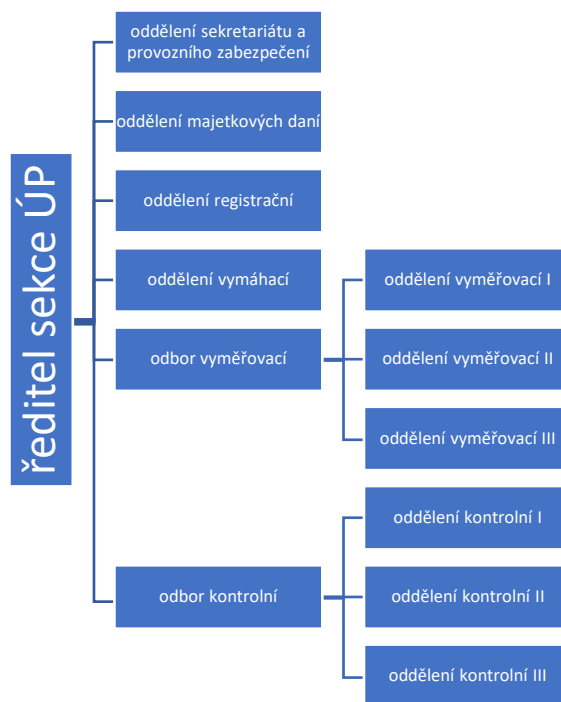 ředitel sekce ÚP
oddělení sekretariátu a
provozního zabezpečení
oddělení majetkových daní
oddělení registrační
oddělení vymáhací
odbor vyměřovací
oddělení vyměřovací I
oddělení vyměřovací II
oddělení vyměřovací III
odbor kontrolní
oddělení kontrolní I
oddělení kontrolní II
oddělení kontrolní III